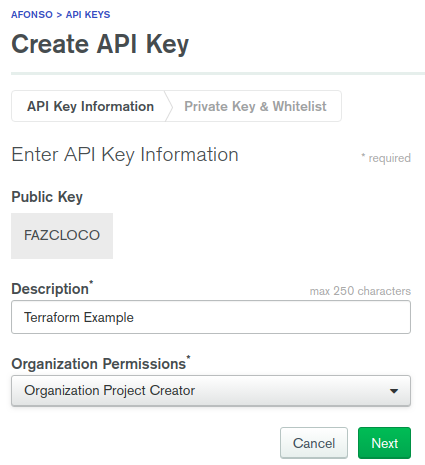 AFONSO > API KEYS
Create API Key
API Key Information Private Key & Whitelist
Enter API Key Information * required
Public Key
FAZCLOCO
Description* max 250 characters
Terraform Example
Organization Permissions*
Organization Project Creator
Cancel Next